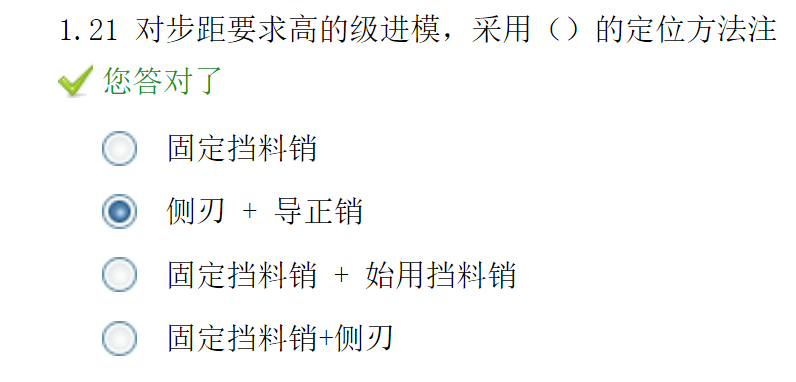 1.21 对步距要求高的级进模，采用（）的定位方法注
您答对了
固定挡料销
侧刃 + 导正销
固定挡料销 + 始用挡料销
固定挡料销+侧刃